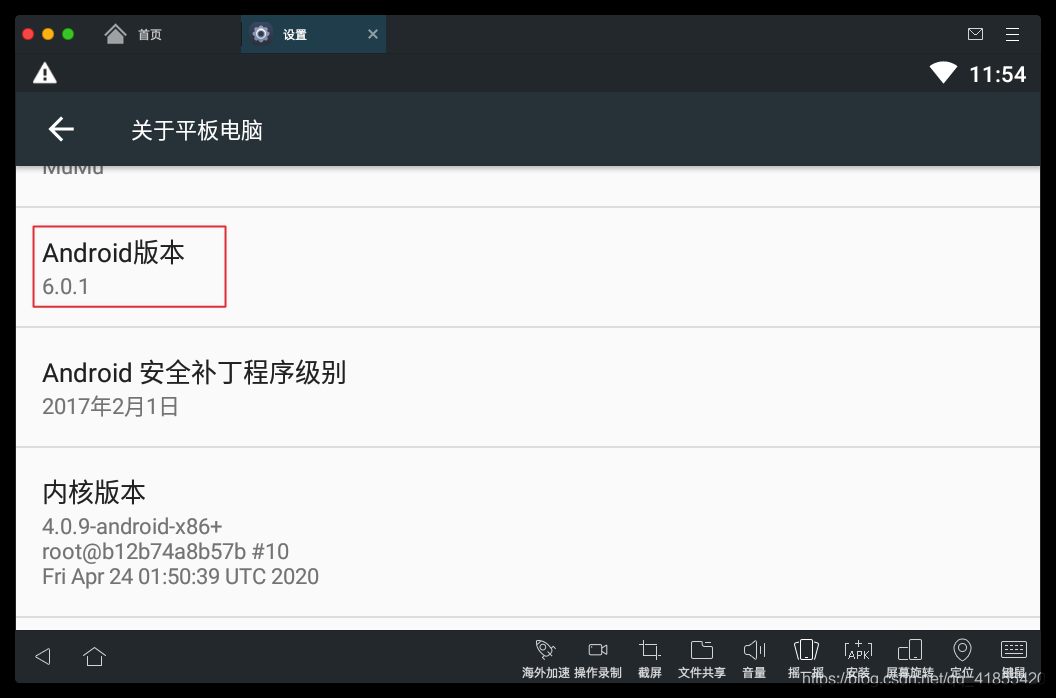 首页
设置
11:54
关于平板电脑
MuMu
Android版本
6.0.1
Android 安全补丁程序级别
2017年2月1日
内核版本
4.0.9-android-x86+
root@b12b74a8b57b #10
Fri Apr 24 01:50:39 UTC 2020
APK
海外加速 操作录制 截屏 文件共享 音量 摇一摇 安装 屏幕旋转 定位 键鼠
https://blog.csdn.net/qq_41855420